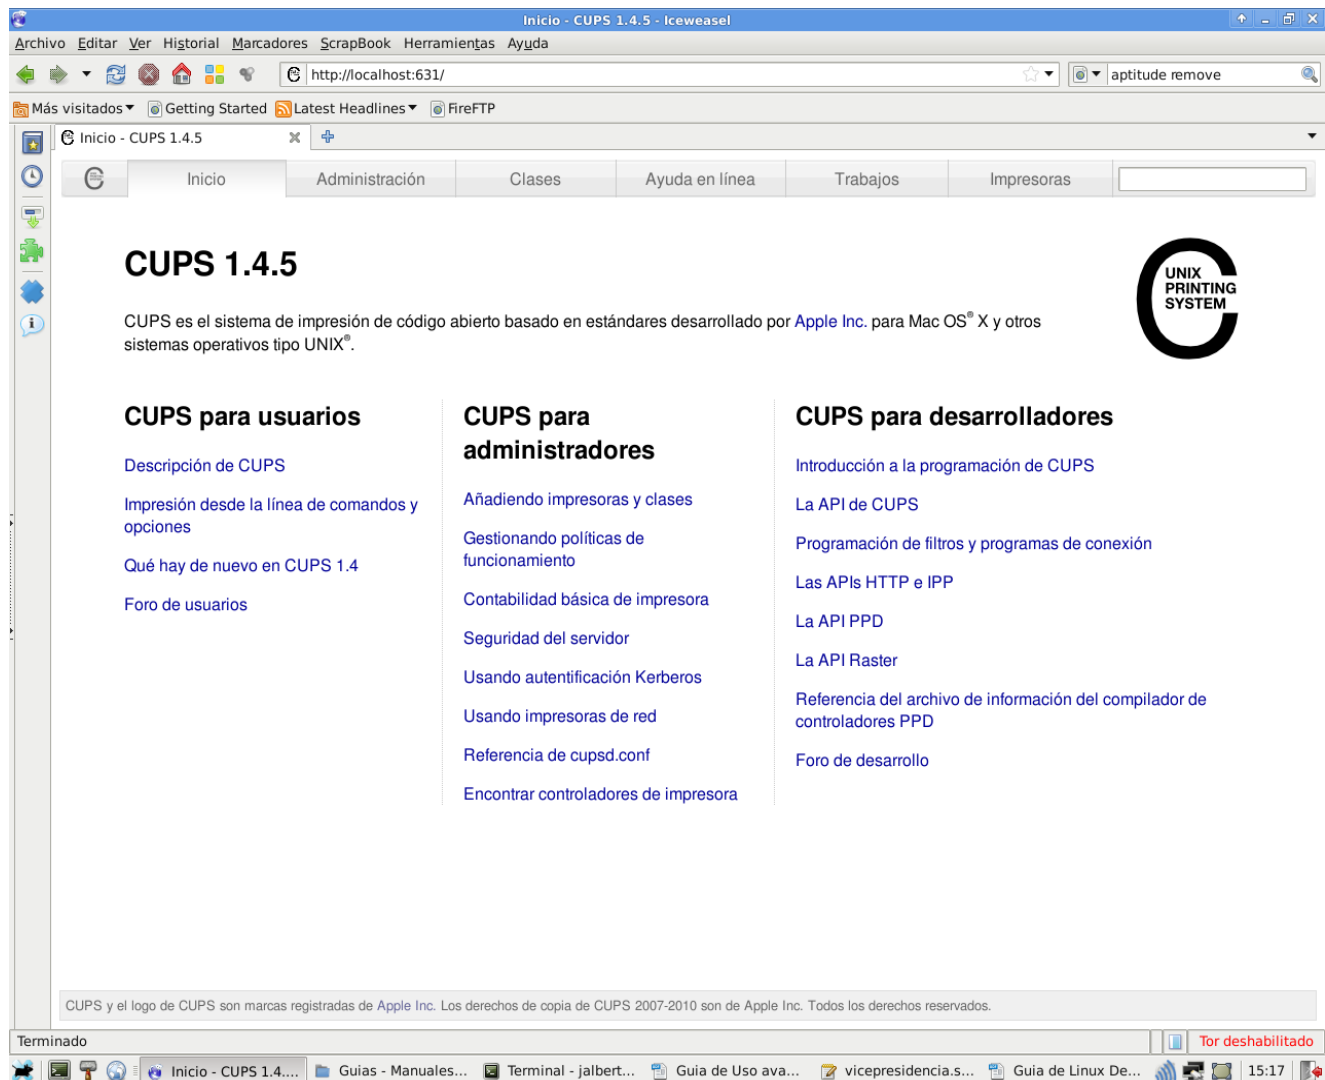 Inicio - CUPS 1.4.5 - Iceweasel
Archivo Editar Ver Historial Marcadores ScrapBook Herramientas Ayuda
http://localhost:631/
aptitude remove
Más visitados Getting Started Latest Headlines FireFTP
Inicio - CUPS 1.4.5
Inicio Administración Clases Ayuda en línea Trabajos Impresoras
CUPS 1.4.5
UNIX
PRINTING
SYSTEM
CUPS es el sistema de impresión de código abierto basado en estándares desarrollado por Apple Inc. para Mac OS® X y otros
sistemas operativos tipo UNIX®.
CUPS para usuarios
Descripción de CUPS
Impresión desde la línea de comandos y
opciones
Qué hay de nuevo en CUPS 1.4
Foro de usuarios
CUPS para
administradores
Añadiendo impresoras y clases
Gestionando políticas de
funcionamiento
Contabilidad básica de impresora
Seguridad del servidor
Usando autentificación Kerberos
Usando impresoras de red
Referencia de cupsd.conf
Encontrar controladores de impresora
CUPS para desarrolladores
Introducción a la programación de CUPS
La API de CUPS
Programación de filtros y programas de conexión
Las APIs HTTP e IPP
La API PPD
La API Raster
Referencia del archivo de información del compilador de
controladores PPD
Foro de desarrollo
CUPS y el logo de CUPS son marcas registradas de Apple Inc. Los derechos de copia de CUPS 2007-2010 son de Apple Inc. Todos los derechos reservados.
Terminado
Tor deshabilitado
Inicio - CUPS 1.4.... Guias - Manuales... Terminal - jalbert... Guia de Uso ava... vicepresidencia.s... Guia de Linux De... 15:17